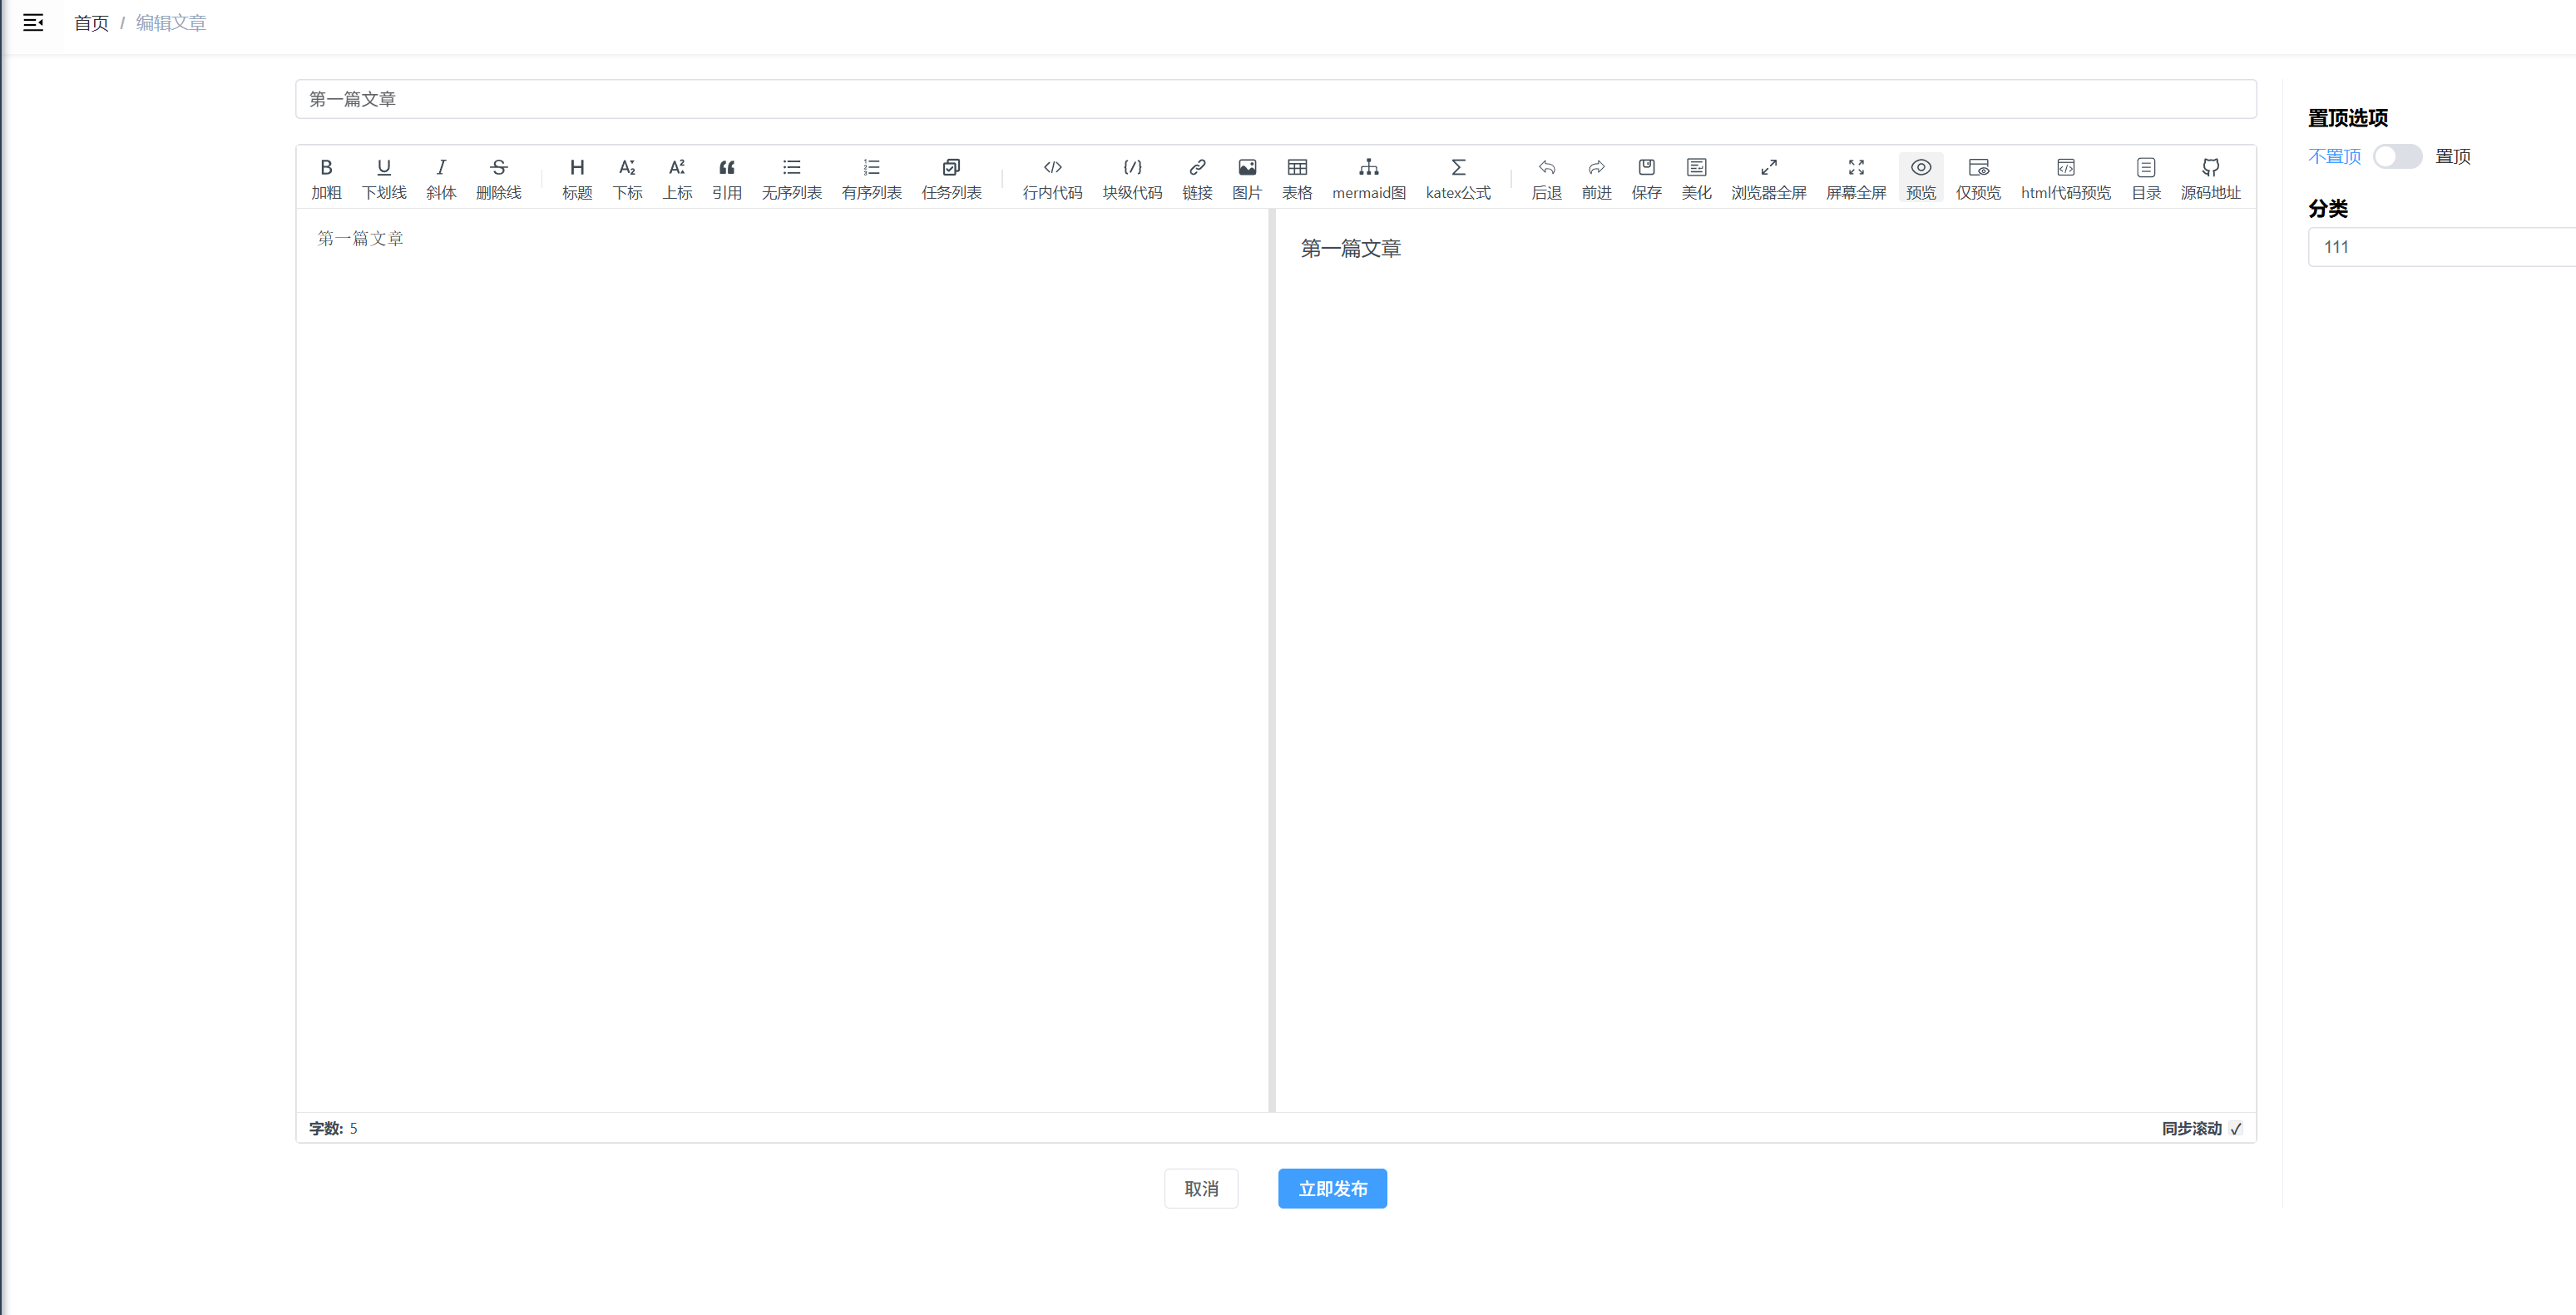 首页 / 编辑文章
第一篇文章
加粗 下划线 斜体 删除线 标题 下标 上标 引用 无序列表 有序列表 任务列表 行内代码 块级代码 链接 图片 表格 mermaid图 katex公式 后退 前进 保存 美化 浏览器全屏 屏幕全屏 预览 仅预览 html代码预览 目录 源码地址
第一篇文章
第一篇文章
字数: 5
同步滚动
取消 立即发布
置顶选项
不置顶 置顶
分类
111